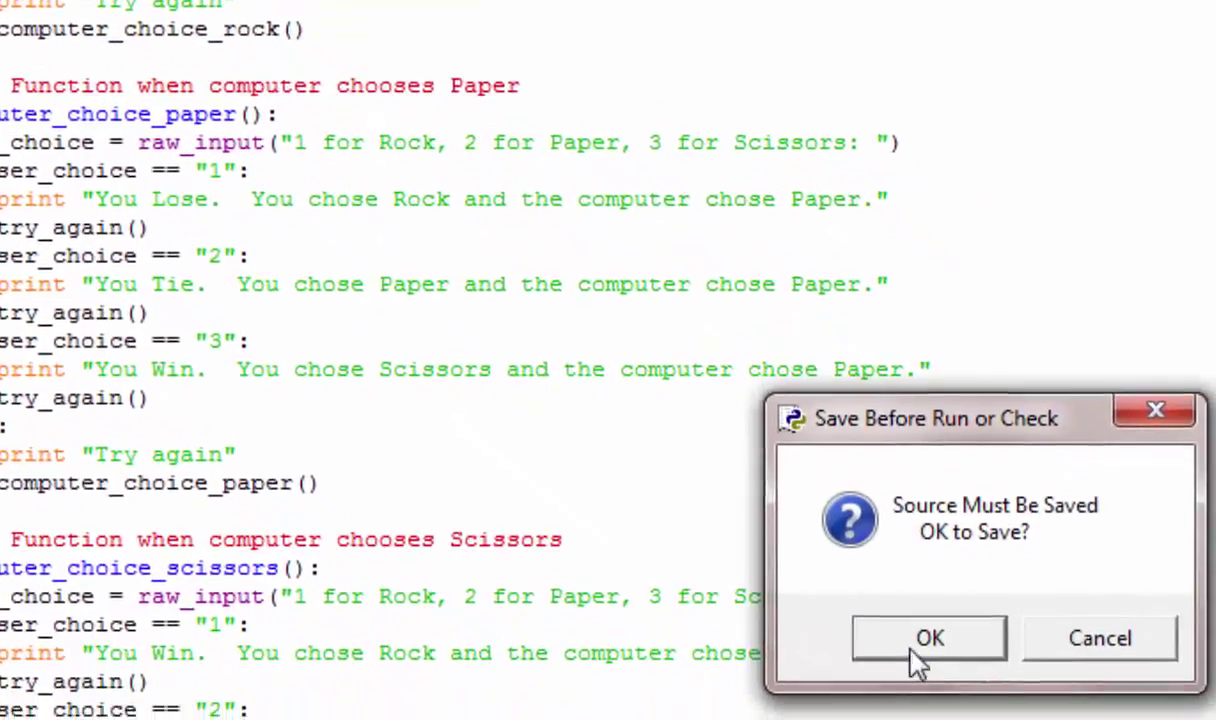 print "Try again"
computer_choice_rock()
Function when computer chooses Paper
uter_choice_paper():
_choice = raw_input("1 for Rock, 2 for Paper, 3 for Scissors: ")
ser_choice == "1":
print "You Lose.  You chose Rock and the computer chose Paper."
try_again()
ser_choice == "2":
print "You Tie.  You chose Paper and the computer chose Paper."
try_again()
ser_choice == "3":
print "You Win.  You chose Scissors and the computer chose Paper."
try_again()
:
print "Try again"
computer_choice_paper()
Function when computer chooses Scissors
uter_choice_scissors():
_choice = raw_input("1 for Rock, 2 for Paper, 3 for Sc
ser_choice == "1":
print "You Win.  You chose Rock and the computer chose
try_again()
ser_choice == "2":
Save Before Run or Check
Source Must Be Saved
OK to Save?
OK
Cancel